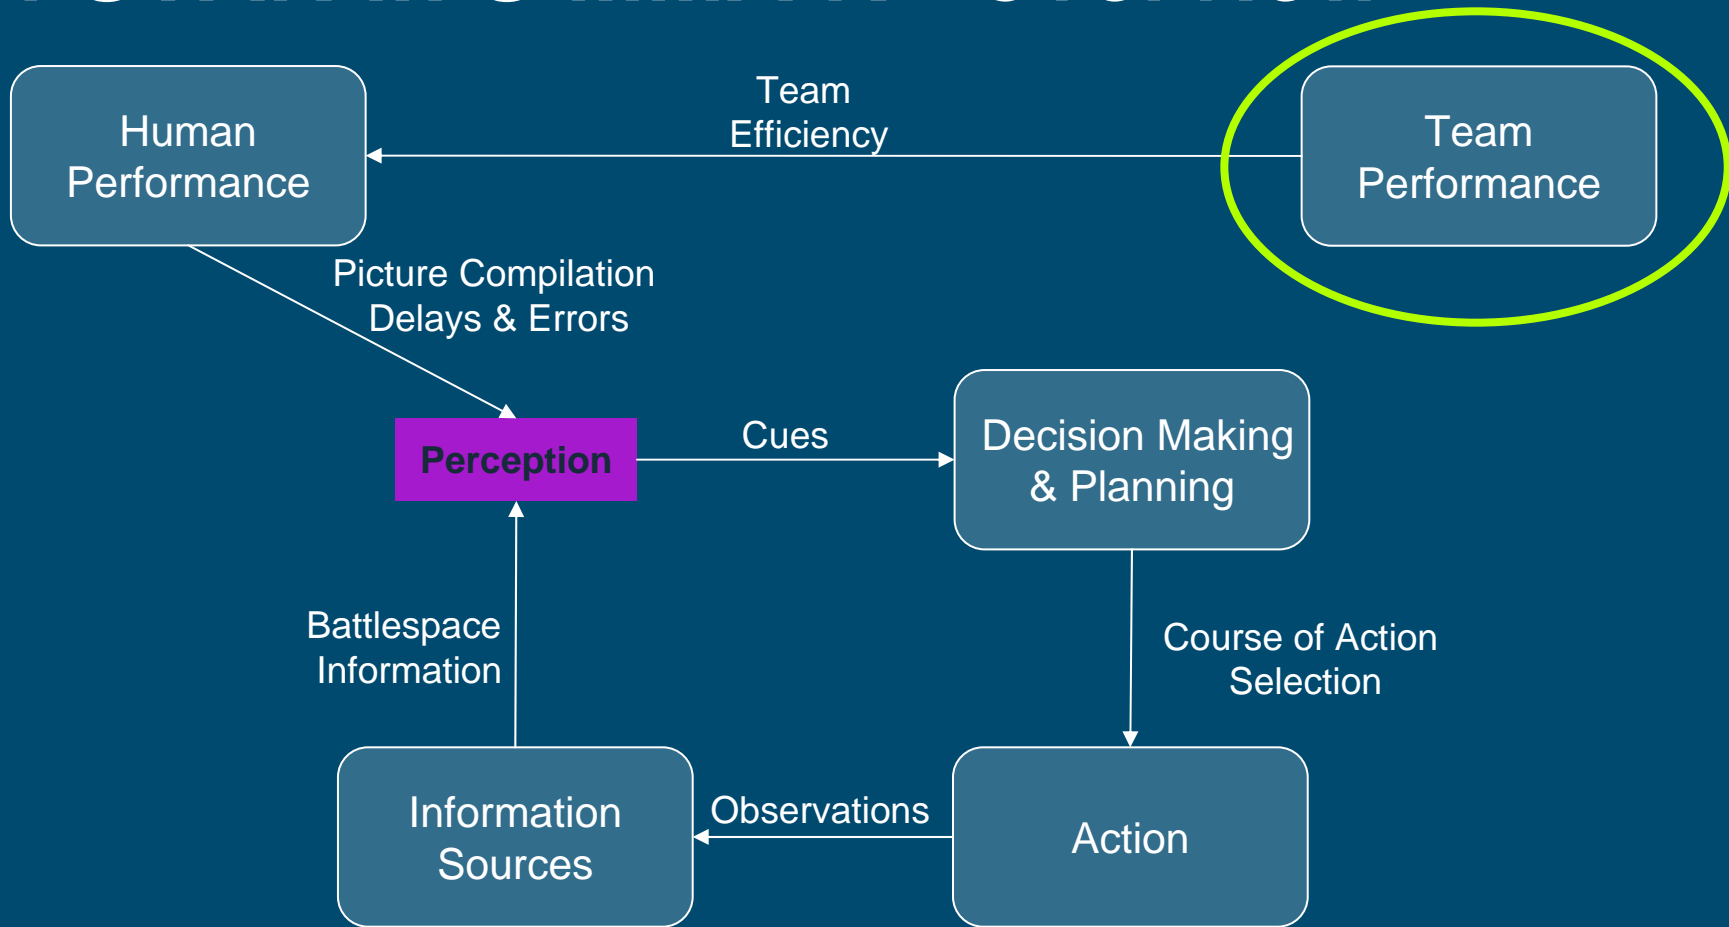 Team
Efficiency
Human
Performance
Team
Performance
Picture Compilation
Delays & Errors
Perception
Cues
Decision Making
& Planning
Battlespace
Information
Course of Action
Selection
Information
Sources
Observations
Action